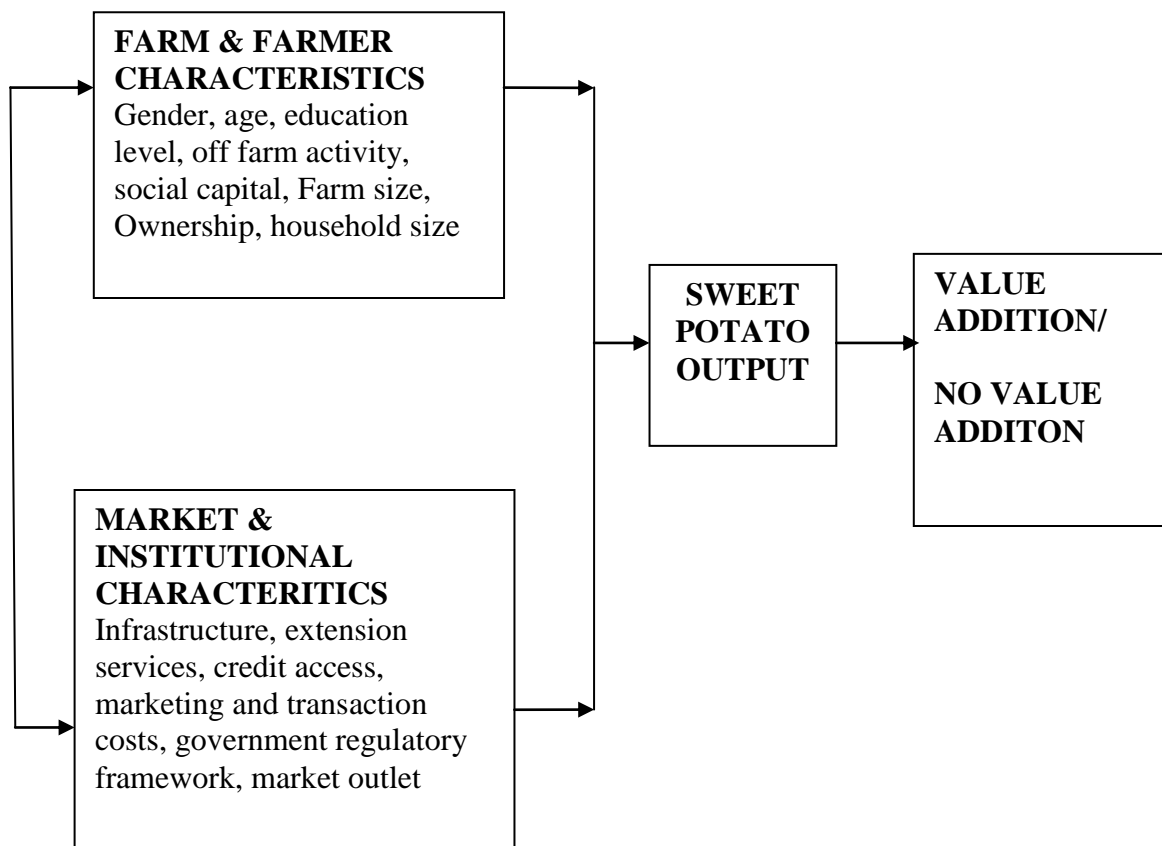 FARM & FARMER
CHARACTERISTICS
Gender, age, education
level, off farm activity,
social capital, Farm size,
Ownership, household size
SWEET
POTATO
OUTPUT
VALUE
ADDITION/
NO VALUE
ADDITON
MARKET &
INSTITUTIONAL
CHARACTERITICS
Infrastructure, extension
services, credit access,
marketing and transaction
costs, government regulatory
framework, market outlet